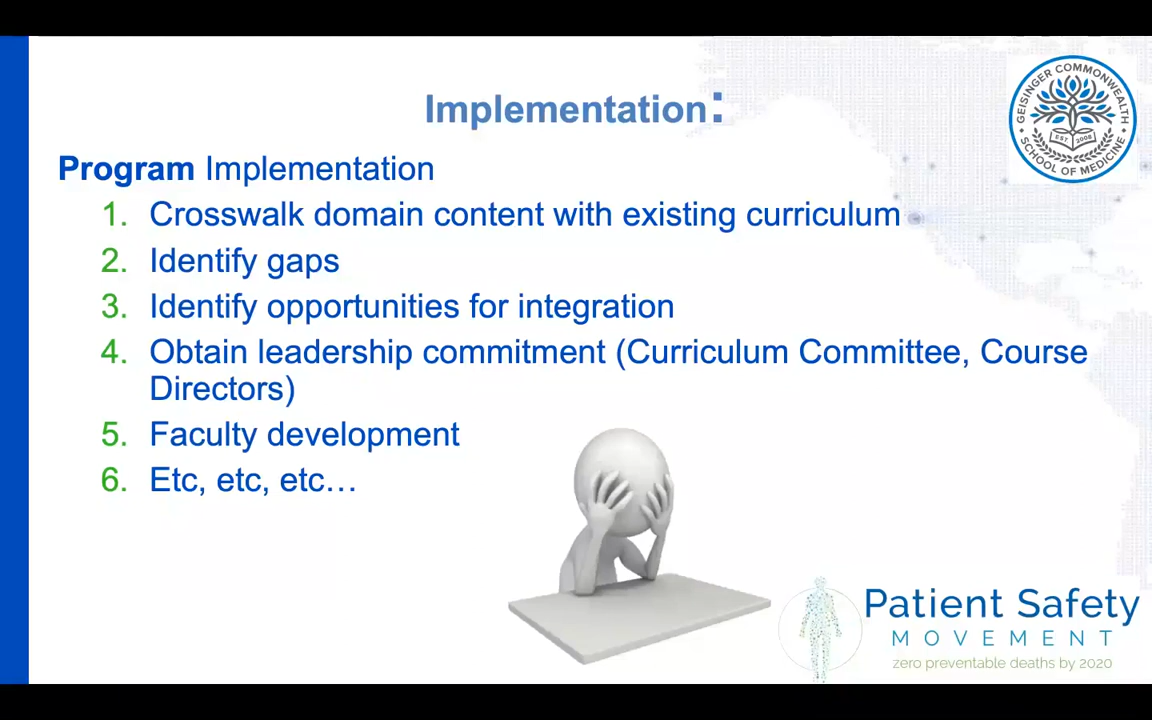 Implementation:
Program Implementation
1. Crosswalk domain content with existing curriculum
2. Identify gaps
3. Identify opportunities for integration
4. Obtain leadership commitment (Curriculum Committee, Course
Directors)
5. Faculty development
6. Etc, etc, etc…
GEISINGER COMMONWEALTH
SCHOOL OF MEDICINE
EST. 2008
Patient Safety
MOVEMENT
zero preventable deaths by 2020